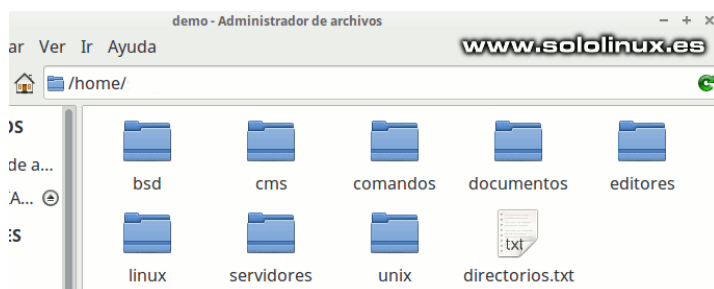 demo - Administrador de archivos
ar Ver Ir Ayuda
www.sololinux.es
/home/
OS
de a...
A...
ES
bsd cms comandos documentos editores
txt
linux servidores unix directorios.txt